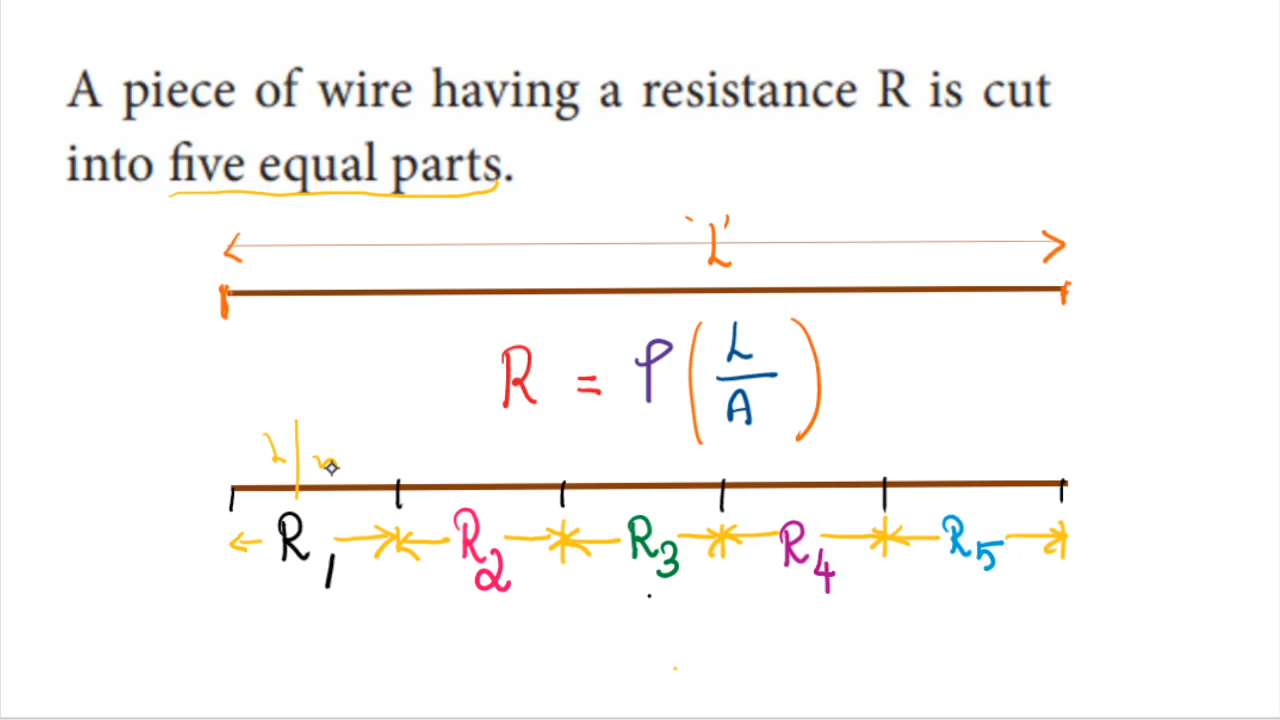 A piece of wire having a resistance R is cut
into five equal parts.
'L'
R = ρ(L/A)
L/
R1 R2 R3 R4 R5